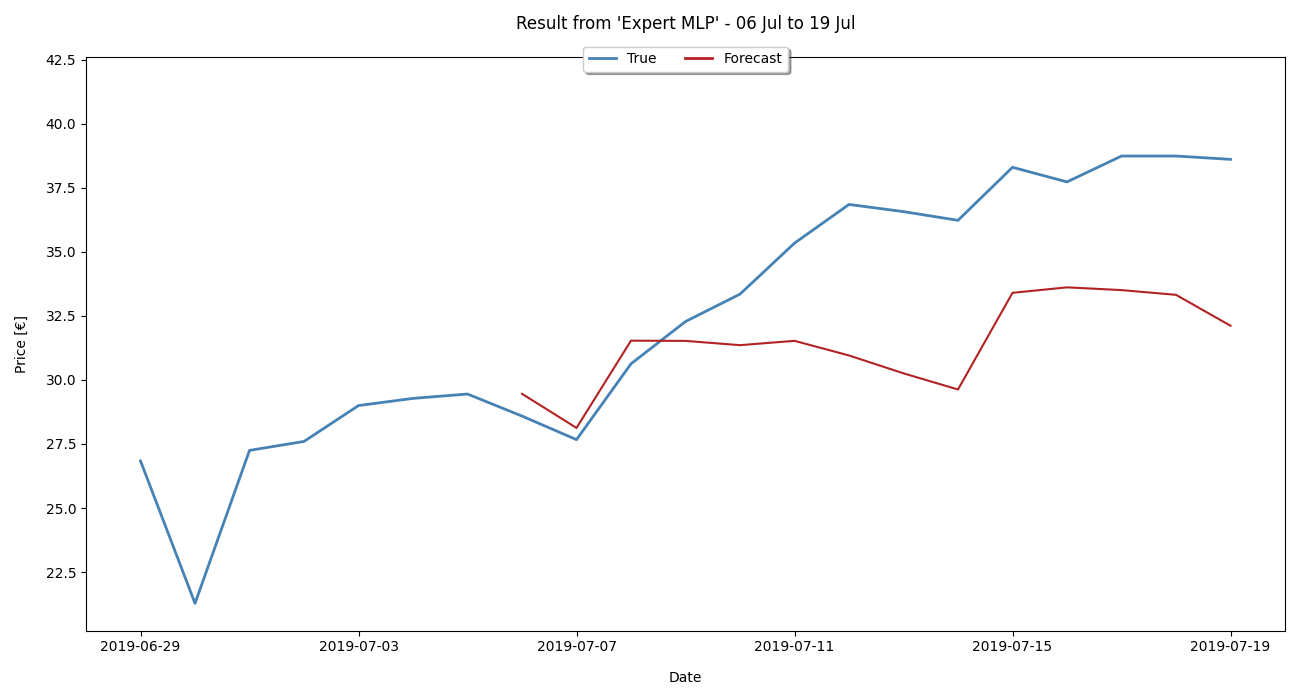 Result from 'Expert MLP' - 06 Jul to 19 Jul
True Forecast
42.5
40.0
37.5
35.0
32.5
30.0
27.5
25.0
22.5
Price [€]
2019-06-29 2019-07-03 2019-07-07 2019-07-11 2019-07-15 2019-07-19
Date